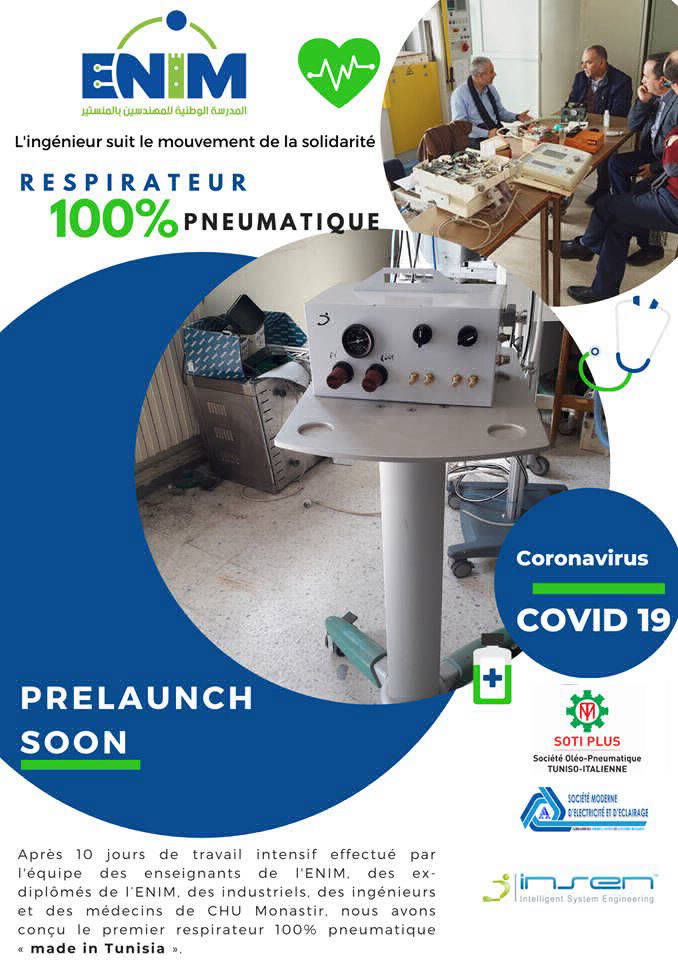 ENIM
المدرسة الوطنية للمهندسين بالمنستير
L'ingénieur suit le mouvement de la solidarité
RESPIRATEUR
100% PNEUMATIQUE
Coronavirus
COVID 19
PRELAUNCH
SOON
SOTI PLUS
Société Oléo-Pneumatique
TUNISO-ITALIENNE
SOCIÉTÉ MODERNE
D'ELECTRICITÉ ET D'ECLAIRAGE
insen
Intelligent System Engineering
Après 10 jours de travail intensif effectué par
l'équipe des enseignants de l'ENIM, des ex-
diplômés de l'ENIM, des industriels, des ingénieurs
et des médecins de CHU Monastir, nous avons
conçu le premier respirateur 100% pneumatique
« made in Tunisia ».